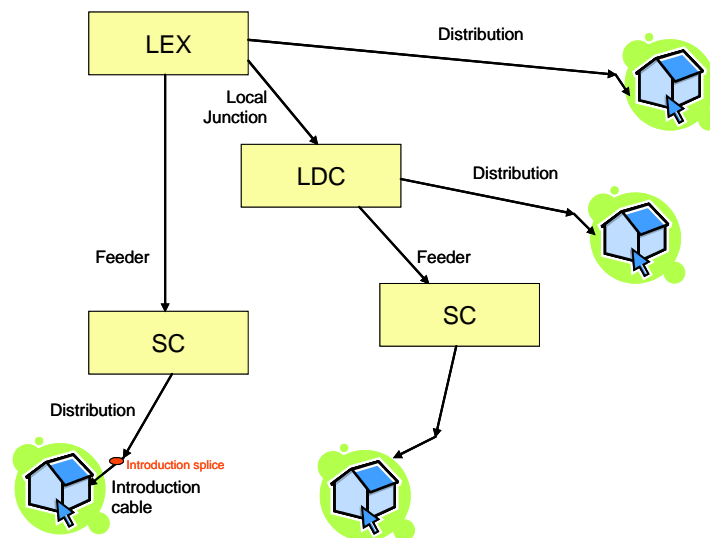 LEX
Distribution
Local
Junction
LDC
Distribution
Feeder
Feeder
SC
SC
Distribution
Introduction splice
Introduction
cable